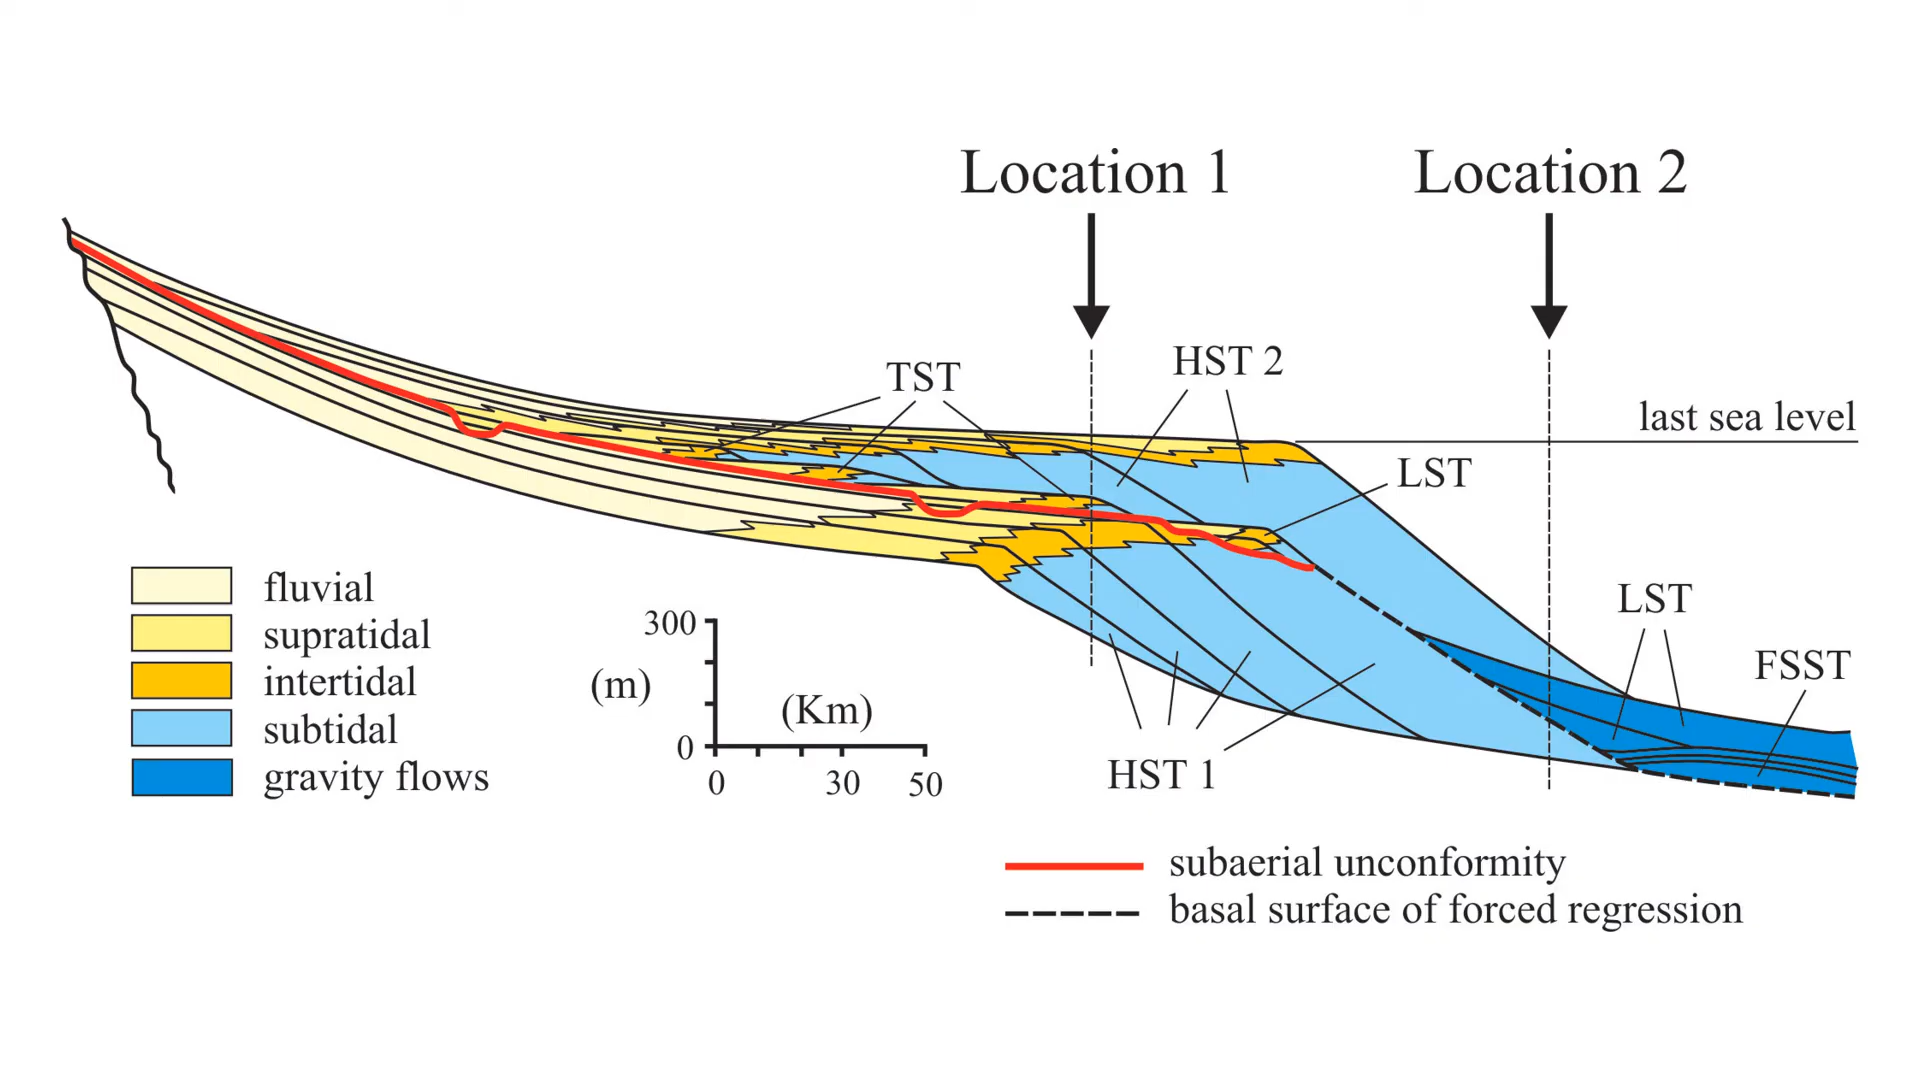 Location 1
Location 2
TST
HST 2
last sea level
LST
LST
FSST
HST 1
fluvial
supratidal
intertidal
subtidal
gravity flows
300
(m)
0
(Km)
0 30 50
subaerial unconformity
basal surface of forced regression